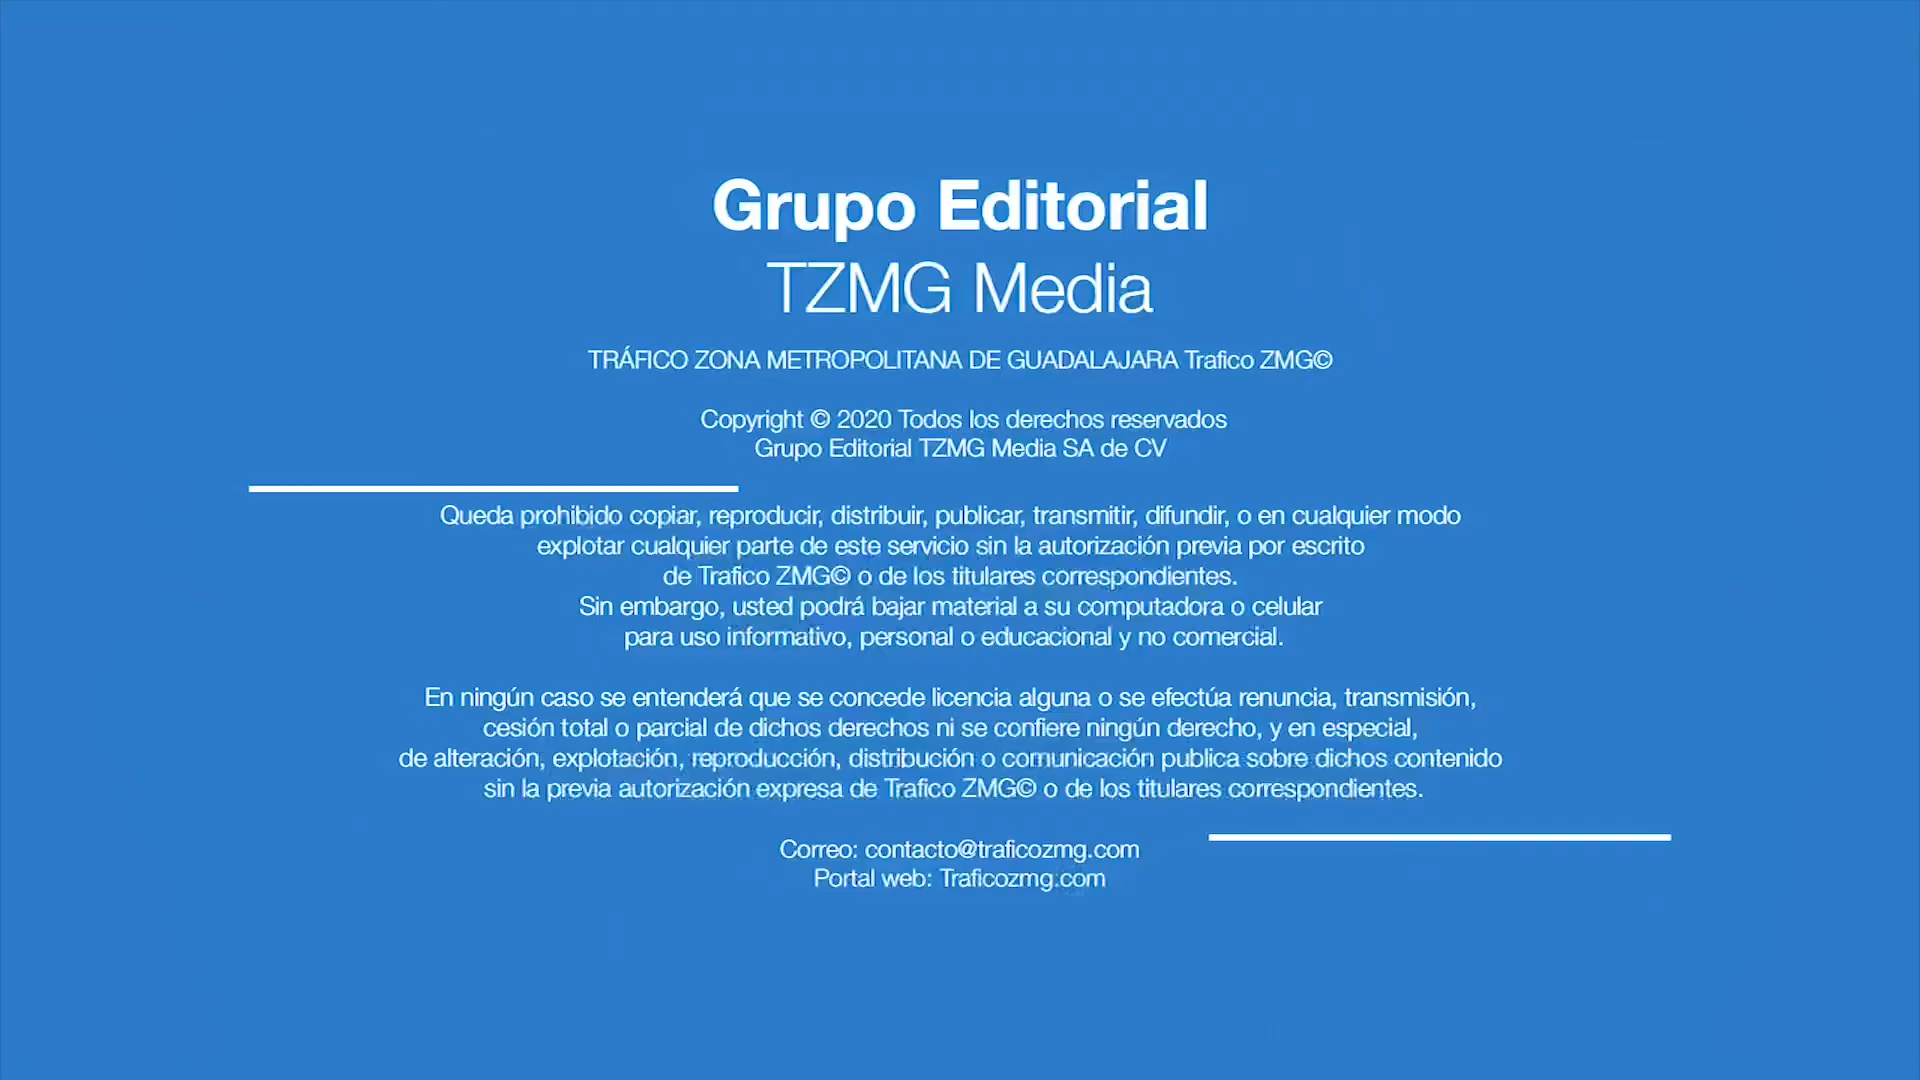 Grupo Editorial
TZMG Media
TRÁFICO ZONA METROPOLITANA DE GUADALAJARA Trafico ZMG©
Copyright © 2020 Todos los derechos reservados
Grupo Editorial TZMG Media SA de CV
Queda prohibido copiar, reproducir, distribuir, publicar, transmitir, difundir, o en cualquier modo
explotar cualquier parte de este servicio sin la autorización previa por escrito
de Trafico ZMG© o de los titulares correspondientes.
Sin embargo, usted podrá bajar material a su computadora o celular
para uso informativo, personal o educacional y no comercial.
En ningún caso se entenderá que se concede licencia alguna o se efectúa renuncia, transmisión,
cesión total o parcial de dichos derechos ni se confiere ningún derecho, y en especial,
de alteración, explotación, reproducción, distribución o comunicación publica sobre dichos contenido
sin la previa autorización expresa de Trafico ZMG© o de los titulares correspondientes.
Correo: contacto@traficozmg.com
Portal web: Traficozmg.com